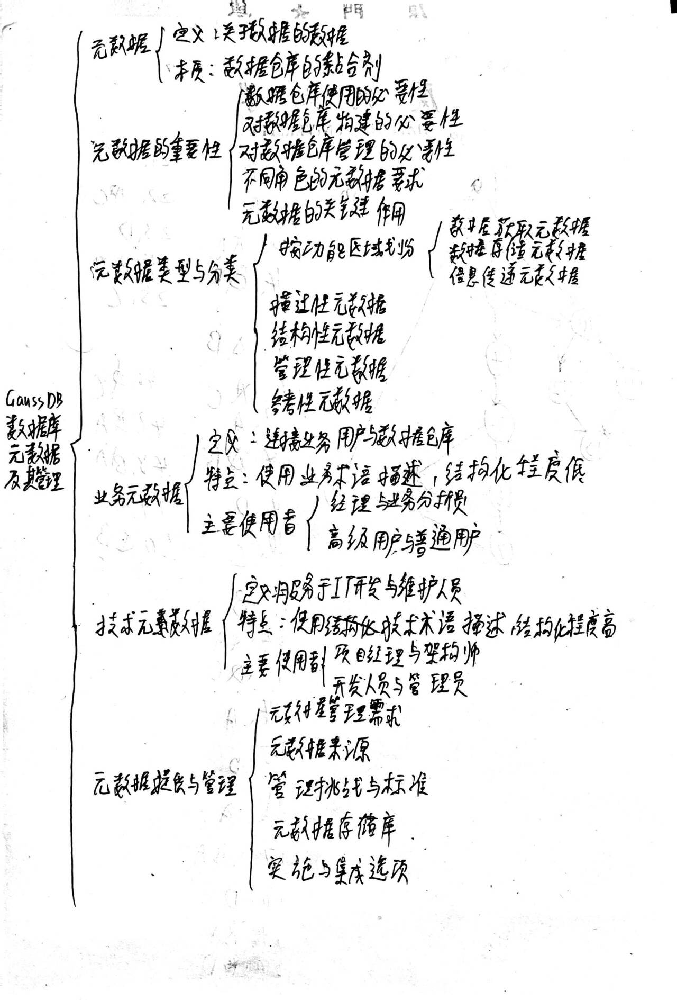 元数据
定义：关于数据的数据
本质：数据仓库的黏合剂
元数据的重要性
数据仓库使用的必要性
对数据仓库构建的必要性
对数据仓库管理的必要性
不同角色的元数据要求
元数据的关键作用
元数据类型与分类
按功能区域划分
数据获取元数据
数据存储元数据
信息传递元数据
描述性元数据
结构性元数据
管理性元数据
参考性元数据
GaussDB
数据库
元数据
及其管理
业务元数据
定义：连接业务用户与数据仓库
特点：使用业务术语描述，结构化程度低
主要使用者
经理与业务分析员
高级用户与普通用户
技术元数据
定义：服务于IT开发与维护人员
特点：使用结构化技术术语描述，结构化程度高
主要使用者
项目经理与架构师
开发人员与管理员
元数据提供与管理
元数据管理需求
元数据来源
管理挑战与标准
元数据存储库
实施与集成选项